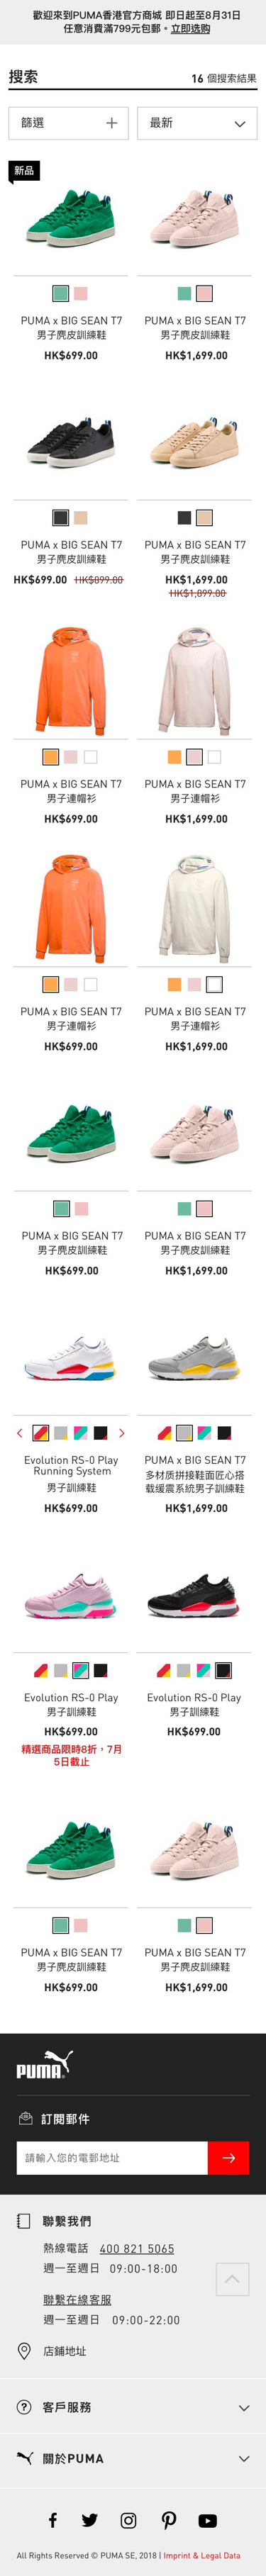 歡迎來到PUMA香港官方商城 即日起至8月31日
任意消費滿799元包郵。立即选购
搜索
16 個搜索結果
篩選
最新
新品
PUMA x BIG SEAN T7
男子麂皮訓練鞋
HK$699.00
PUMA x BIG SEAN T7
男子麂皮訓練鞋
HK$1,699.00
PUMA x BIG SEAN T7
男子麂皮訓練鞋
HK$699.00 HK$899.00
PUMA x BIG SEAN T7
男子麂皮訓練鞋
HK$1,699.00
HK$1,899.00
PUMA x BIG SEAN T7
男子連帽衫
HK$699.00
PUMA x BIG SEAN T7
男子連帽衫
HK$1,699.00
PUMA x BIG SEAN T7
男子連帽衫
HK$699.00
PUMA x BIG SEAN T7
男子連帽衫
HK$1,699.00
PUMA x BIG SEAN T7
男子麂皮訓練鞋
HK$699.00
PUMA x BIG SEAN T7
男子麂皮訓練鞋
HK$1,699.00
Evolution RS-0 Play
Running System
男子訓練鞋
HK$699.00
PUMA x BIG SEAN T7
多材质拼接鞋面匠心搭
载缓震系統男子訓練鞋
HK$1,699.00
Evolution RS-0 Play
男子訓練鞋
HK$699.00
精選商品限時8折，7月
5日截止
Evolution RS-0 Play
男子訓練鞋
HK$699.00
PUMA x BIG SEAN T7
男子麂皮訓練鞋
HK$699.00
PUMA x BIG SEAN T7
男子麂皮訓練鞋
HK$1,699.00
PUMA
訂閱郵件
請輸入您的電郵地址
聯繫我們
熱線電話 400 821 5065
週一至週日 09:00-18:00
聯繫在線客服
週一至週日 09:00-22:00
店鋪地址
客戶服務
關於PUMA
All Rights Reserved © PUMA SE, 2018 | Imprint & Legal Data